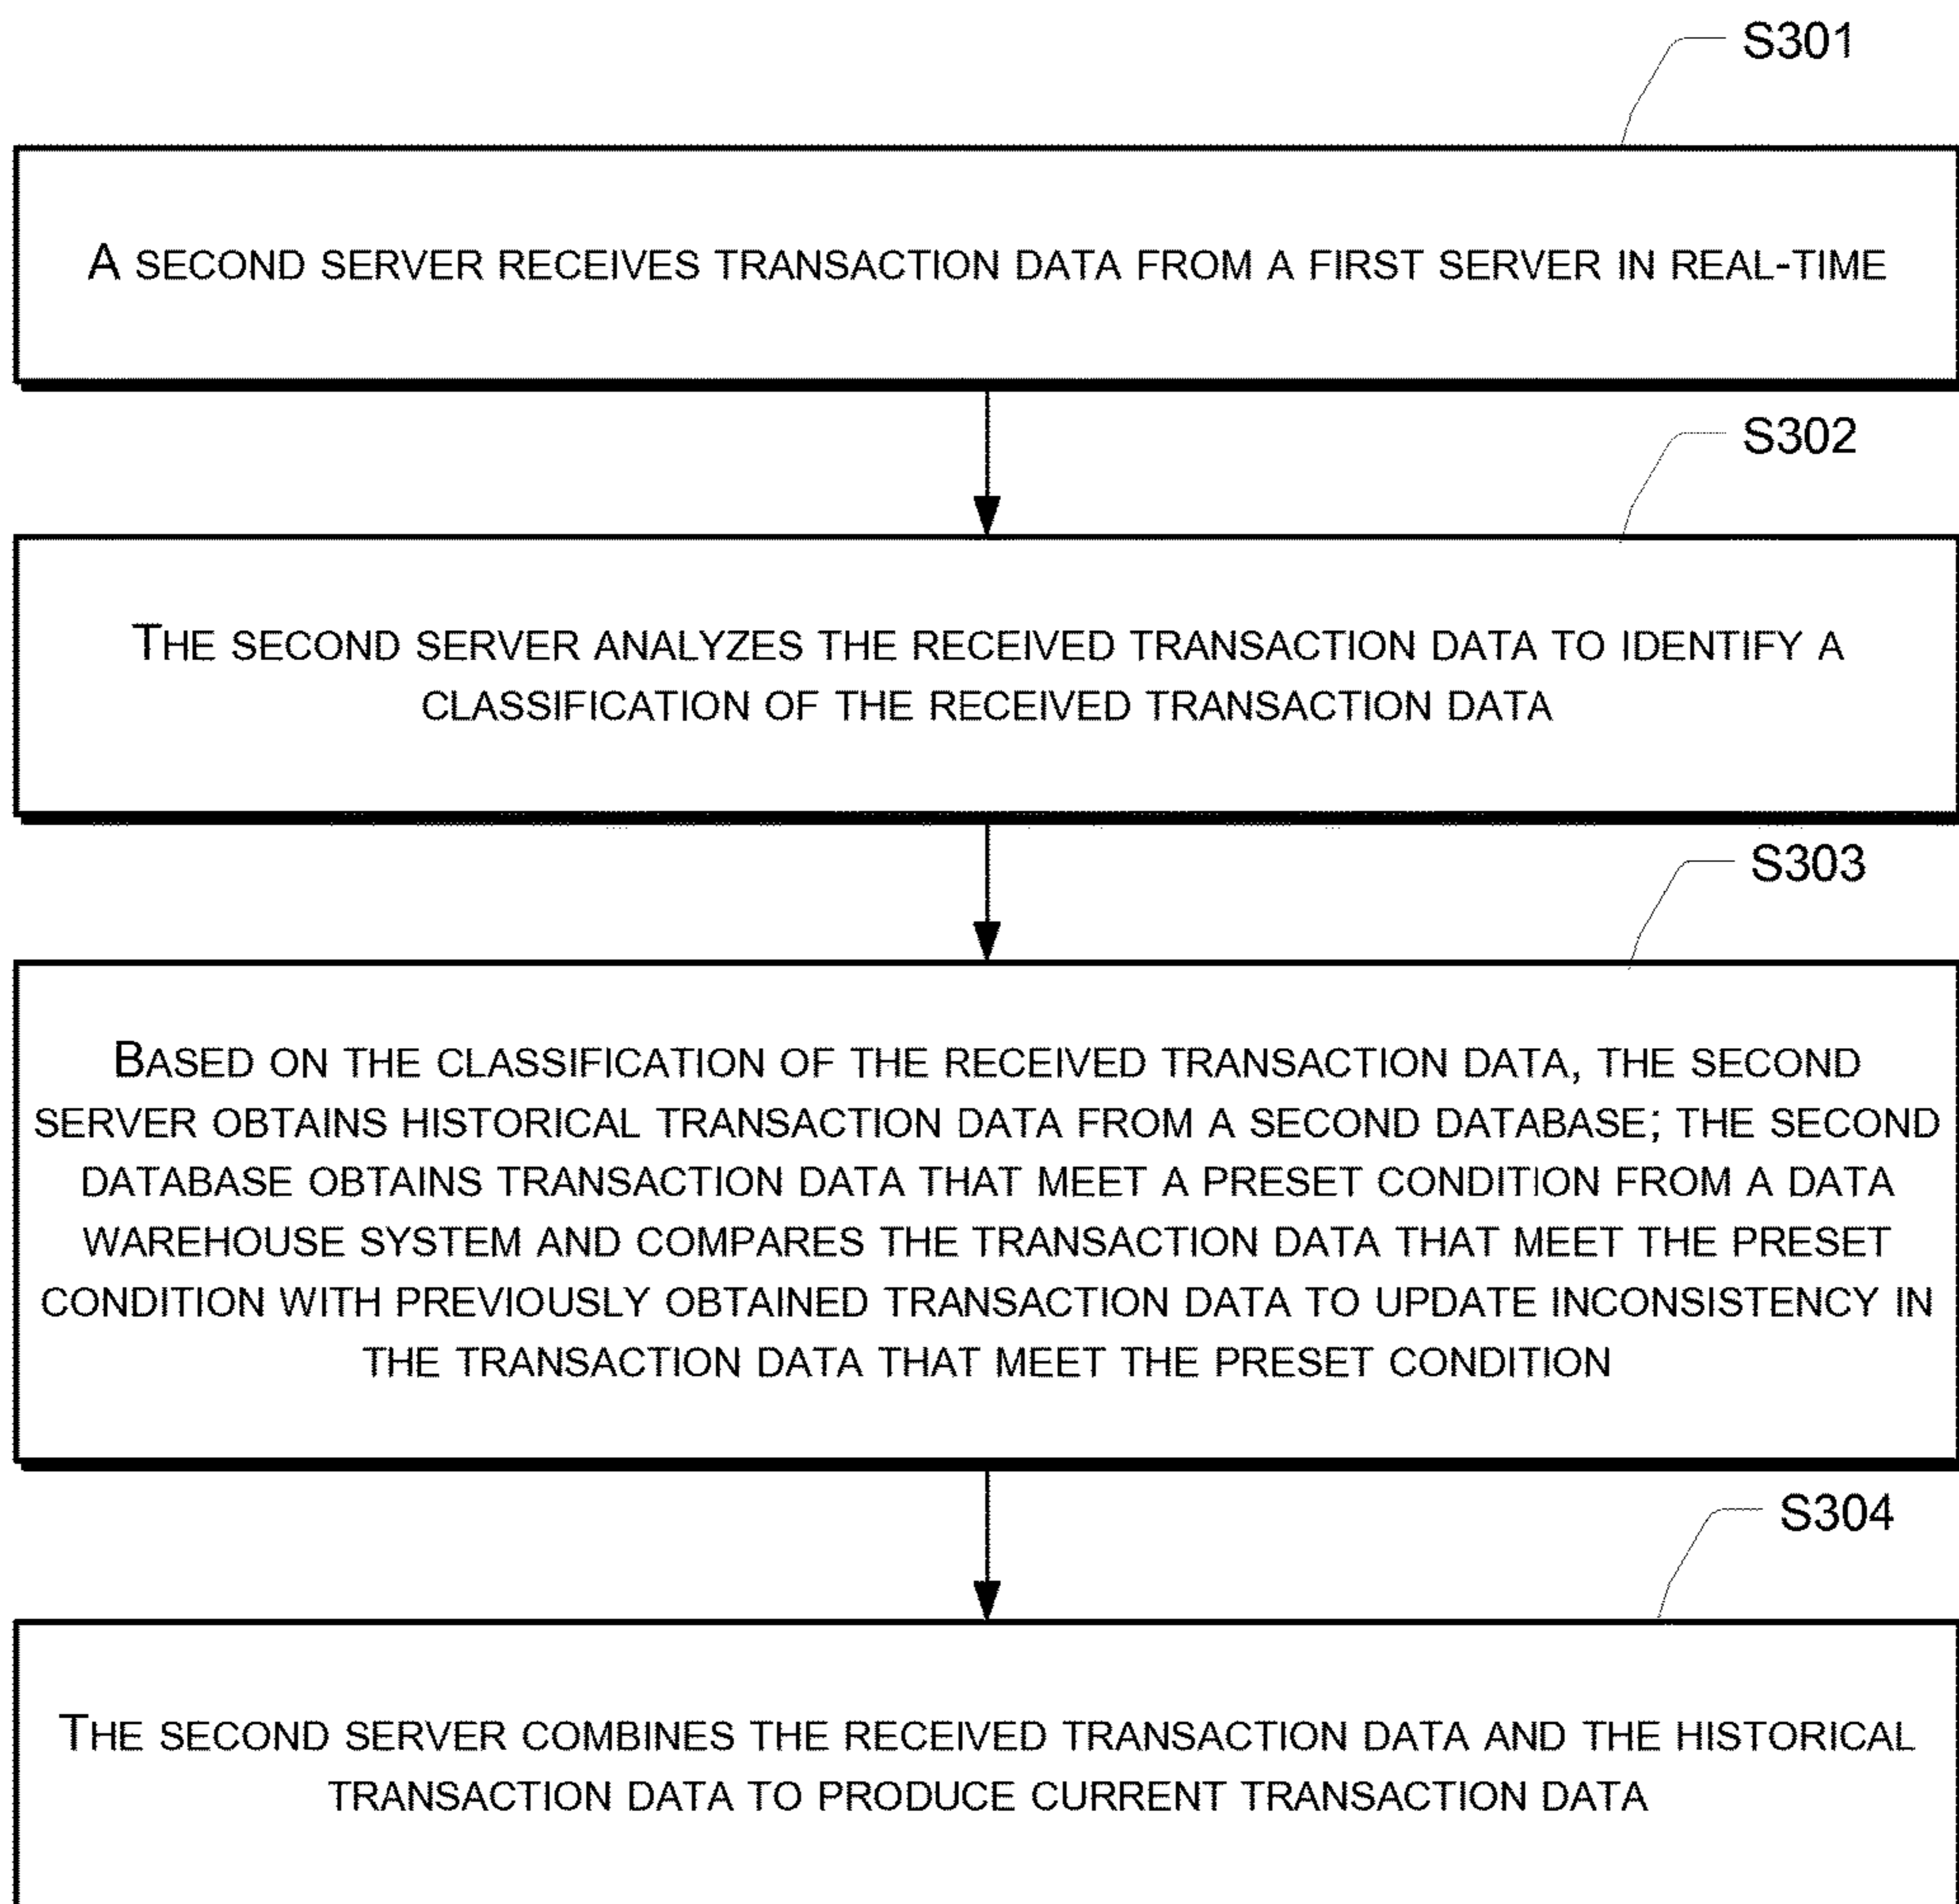 S301
A SECOND SERVER RECEIVES TRANSACTION DATA FROM A FIRST SERVER IN REAL-TIME
S302
THE SECOND SERVER ANALYZES THE RECEIVED TRANSACTION DATA TO IDENTIFY A
CLASSIFICATION OF THE RECEIVED TRANSACTION DATA
S303
BASED ON THE CLASSIFICATION OF THE RECEIVED TRANSACTION DATA, THE SECOND
SERVER OBTAINS HISTORICAL TRANSACTION DATA FROM A SECOND DATABASE; THE SECOND
DATABASE OBTAINS TRANSACTION DATA THAT MEET A PRESET CONDITION FROM A DATA
WAREHOUSE SYSTEM AND COMPARES THE TRANSACTION DATA THAT MEET THE PRESET
CONDITION WITH PREVIOUSLY OBTAINED TRANSACTION DATA TO UPDATE INCONSISTENCY IN
THE TRANSACTION DATA THAT MEET THE PRESET CONDITION
S304
THE SECOND SERVER COMBINES THE RECEIVED TRANSACTION DATA AND THE HISTORICAL
TRANSACTION DATA TO PRODUCE CURRENT TRANSACTION DATA